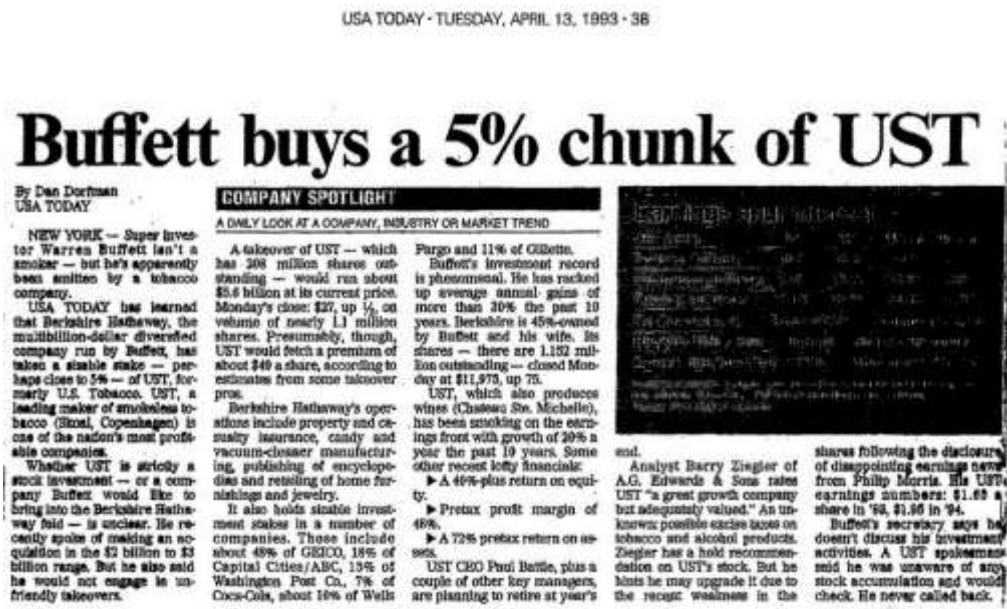 USA TODAY · TUESDAY, APRIL 13, 1993 · 3B
Buffett buys a 5% chunk of UST
By Dan Dorfman
USA TODAY
NEW YORK — Super inves-
tor Warren Buffett isn't a
smoker — but he's apparently
been smitten by a tobacco
company.
USA TODAY has learned
that Berkshire Hathaway, the
multibillion-dollar diversified
company run by Buffett, has
taken a sizable stake — per-
haps close to 5% — of UST, for-
merly U.S. Tobacco. UST, a
leading maker of smokeless to-
bacco (Skoal, Copenhagen) is
one of the nation's most profit-
able companies.
Whether UST is strictly a
stock investment — or a com-
pany Buffett would like to
bring into the Berkshire Hatha-
way fold — is unclear. He re-
cently spoke of making an ac-
quisition in the $2 billion to $3
billion range. But he also said
he would not engage in un-
friendly takeovers.
COMPANY SPOTLIGHT
A DAILY LOOK AT A COMPANY, INDUSTRY OR MARKET TREND
A takeover of UST — which
has 208 million shares out-
standing — would run about
$5.6 billion at its current price.
Monday's close: $27, up on
volume of nearly 1.1 million
shares. Presumably, though,
UST would fetch a premium of
about $40 a share, according to
estimates from some takeover
pros.
Berkshire Hathaway's oper-
ations include property and ca-
sualty insurance, candy and
vacuum-cleaner manufactur-
ing, publishing of encyclope-
dias and retailing of home fur-
nishings and jewelry.
It also holds sizable invest-
ment stakes in a number of
companies. Those include
about 48% of GEICO, 18% of
Capital Cities/ABC, 15% of
Washington Post Co., 7% of
Coca-Cola, about 10% of Wells
Fargo and 11% of Gillette.
Buffett's investment record
is phenomenal. He has racked
up average annual gains of
more than 30% the past 10
years. Berkshire is 45%-owned
by Buffett and his wife. Its
shares — there are 1.152 mil-
lion outstanding — closed Mon-
day at $11,975, up 75.
UST, which also produces
wines (Chateau Ste. Michelle),
has been smoking on the earn-
ings front with growth of 20% a
year the past 10 years. Some
other recent lofty financials:
▶ A 40%-plus return on equi-
ty.
▶ Pretax profit margin of
46%.
▶ A 72% pretax return on as-
sets.
UST CEO Paul Battle, plus a
couple of other key managers,
are planning to retire at year's
end.
Analyst Barry Ziegler of
A.G. Edwards & Sons rates
UST "a great growth company
but adequately valued." An un-
known: possible excise taxes on
tobacco and alcohol products.
Ziegler has a hold recommen-
dation on UST's stock. But he
hints he may upgrade it due to
the recent weakness in the
shares following the disclosure
of disappointing earnings news
from Philip Morris. His UST
earnings numbers: a
share in '93, in '94.
Buffett's secretary says he
doesn't discuss his investment
activities. A UST spokesman
said he was unaware of any
stock accumulation and would
check. He never called back.